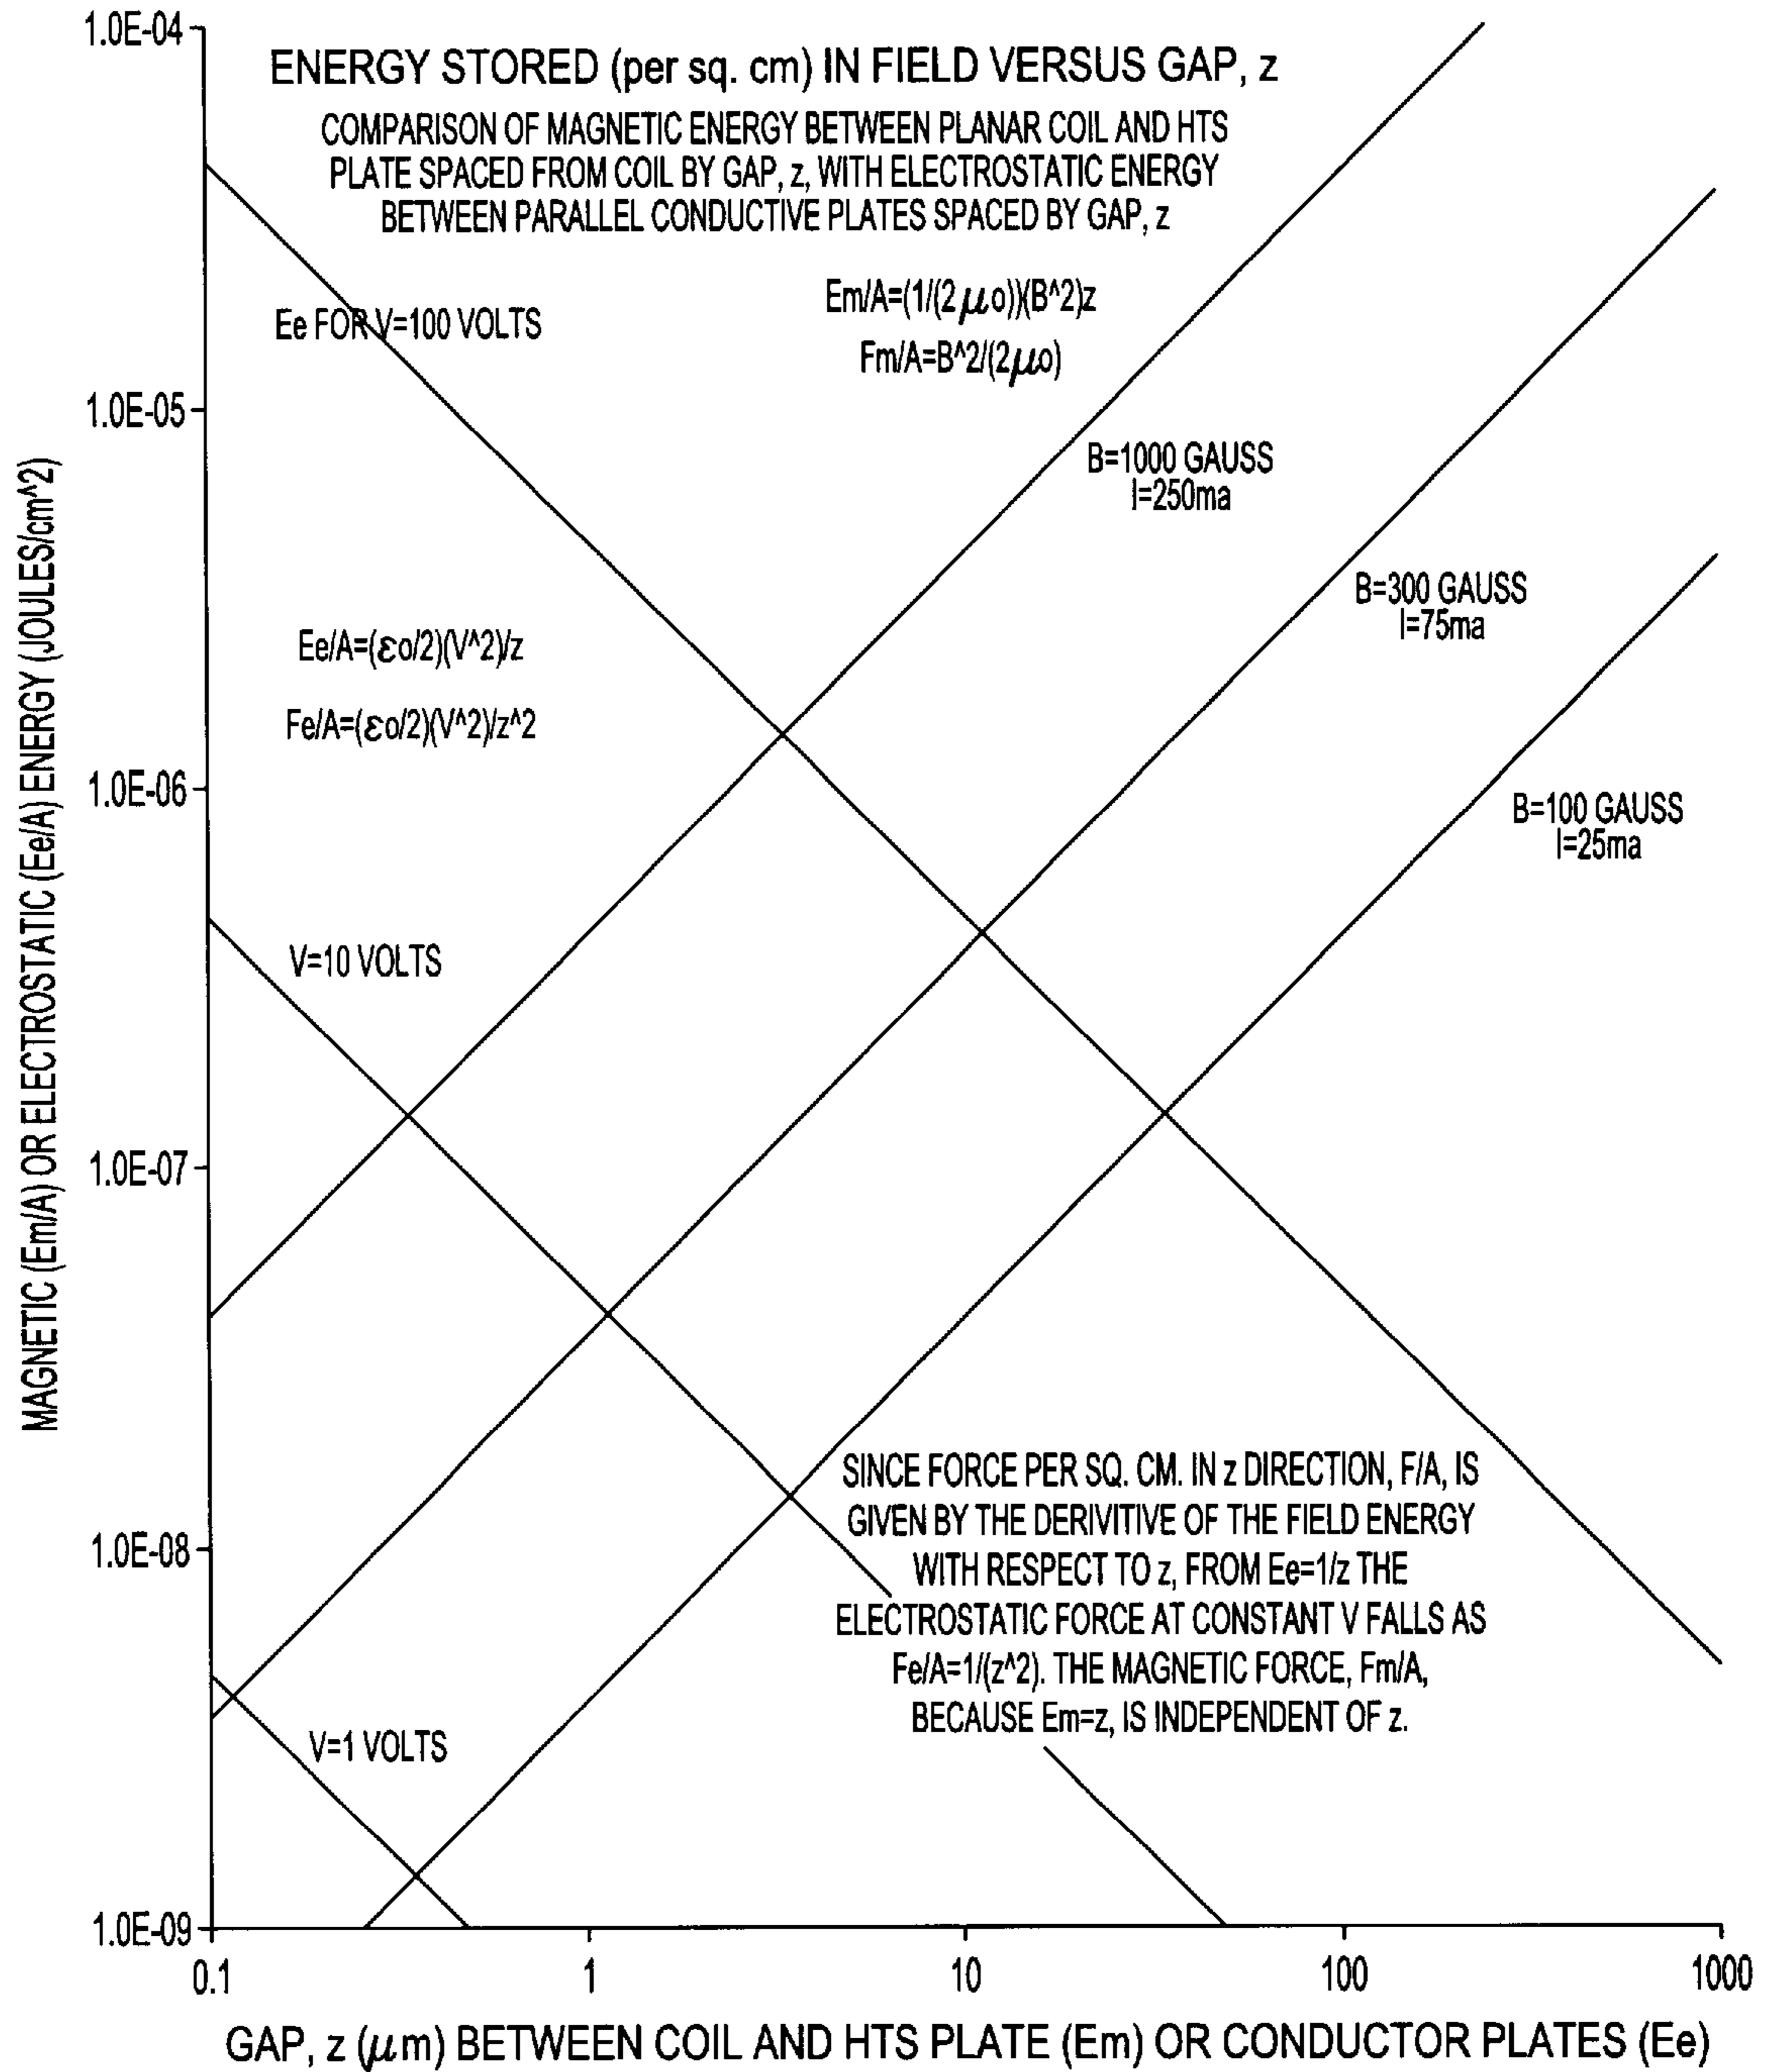 1.0E-04
ENERGY STORED (per sq. cm) IN FIELD VERSUS GAP, z
COMPARISON OF MAGNETIC ENERGY BETWEEN PLANAR COIL AND HTS
PLATE SPACED FROM COIL BY GAP, z, WITH ELECTROSTATIC ENERGY
BETWEEN PARALLEL CONDUCTIVE PLATES SPACED BY GAP, z
Em/A=(1/(2μo))(B^2)z
Fm/A=B^2/(2μo)
Ee FOR V=100 VOLTS
1.0E-05
B=1000 GAUSS
I=250ma
B=300 GAUSS
I=75ma
Ee/A=(εo/2)(V^2)/z
Fe/A=(εo/2)(V^2)/z^2
1.0E-06
B=100 GAUSS
I=25ma
V=10 VOLTS
1.0E-07
MAGNETIC (Em/A) OR ELECTROSTATIC (Ee/A) ENERGY (JOULES/cm^2)
SINCE FORCE PER SQ. CM. IN z DIRECTION, F/A, IS
GIVEN BY THE DERIVITIVE OF THE FIELD ENERGY
WITH RESPECT TO z, FROM Ee=1/z THE
ELECTROSTATIC FORCE AT CONSTANT V FALLS AS
Fe/A=1/(z^2). THE MAGNETIC FORCE, Fm/A,
BECAUSE Em=z, IS INDEPENDENT OF z.
1.0E-08
V=1 VOLTS
1.0E-09
0.1 1 10 100 1000
GAP, z (μm) BETWEEN COIL AND HTS PLATE (Em) OR CONDUCTOR PLATES (Ee)